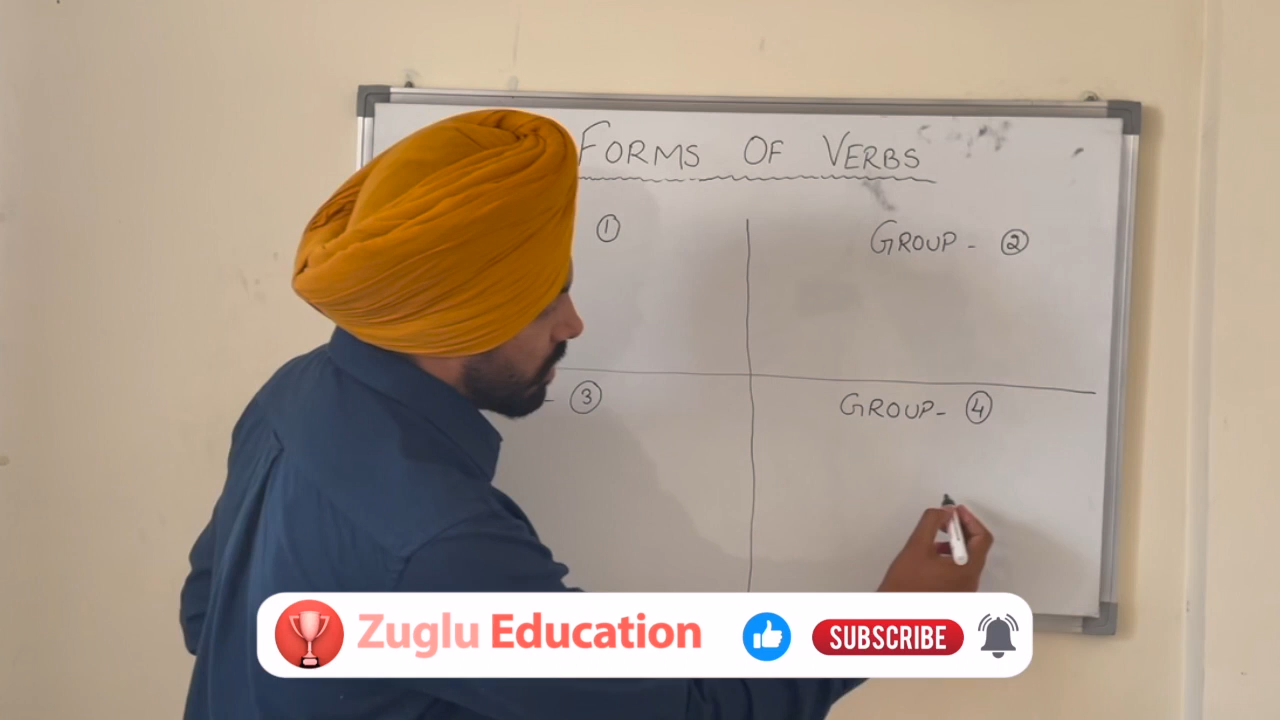 FORMS OF VERBS
①
GROUP - ②
- ③
GROUP- ④
Zuglu Education
SUBSCRIBE